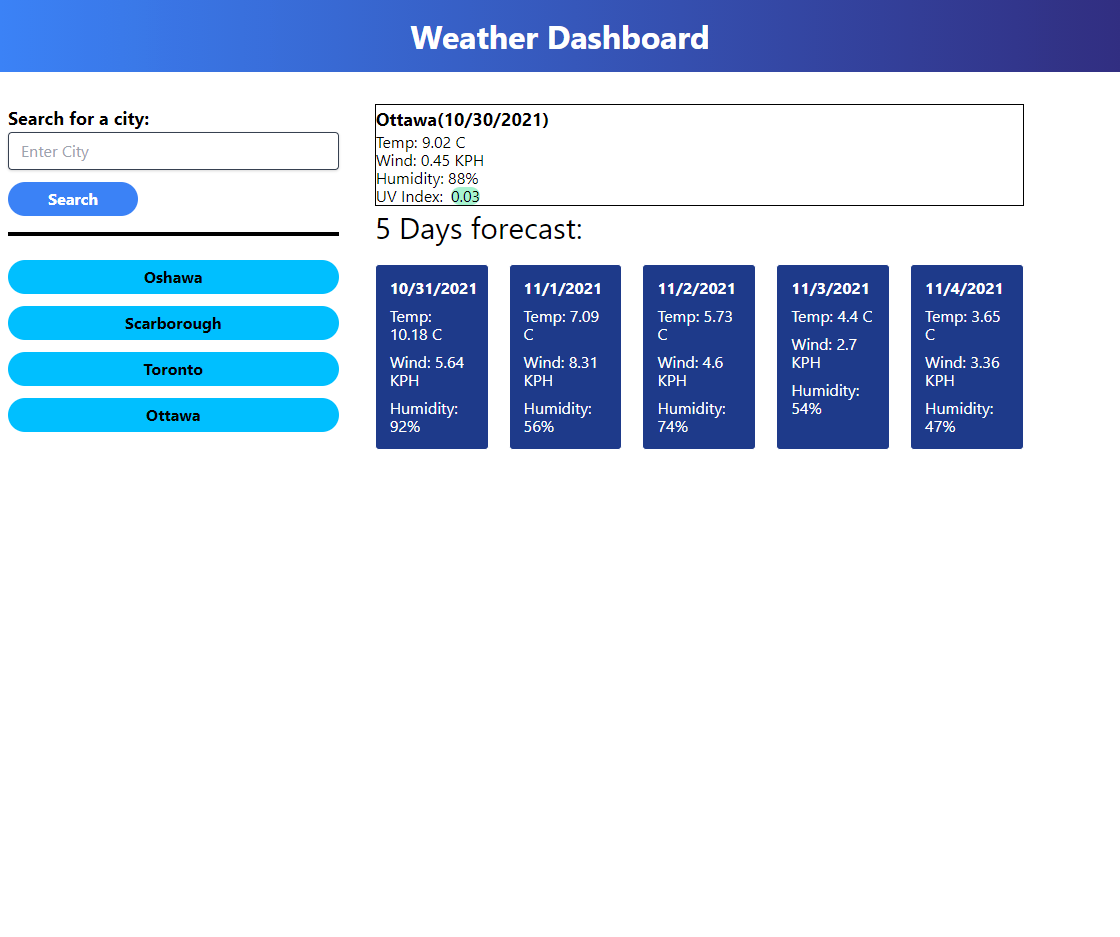 Weather Dashboard
Search for a city:
Enter City
Search
Oshawa
Scarborough
Toronto
Ottawa
Ottawa(10/30/2021)
Temp: 9.02 C
Wind: 0.45 KPH
Humidity: 88%
UV Index: 0.03
5 Days forecast:
10/31/2021
Temp:
10.18 C
Wind: 5.64
KPH
Humidity:
92%
11/1/2021
Temp: 7.09
C
Wind: 8.31
KPH
Humidity:
56%
11/2/2021
Temp: 5.73
C
Wind: 4.6
KPH
Humidity:
74%
11/3/2021
Temp: 4.4 C
Wind: 2.7
KPH
Humidity:
54%
11/4/2021
Temp: 3.65
C
Wind: 3.36
KPH
Humidity:
47%